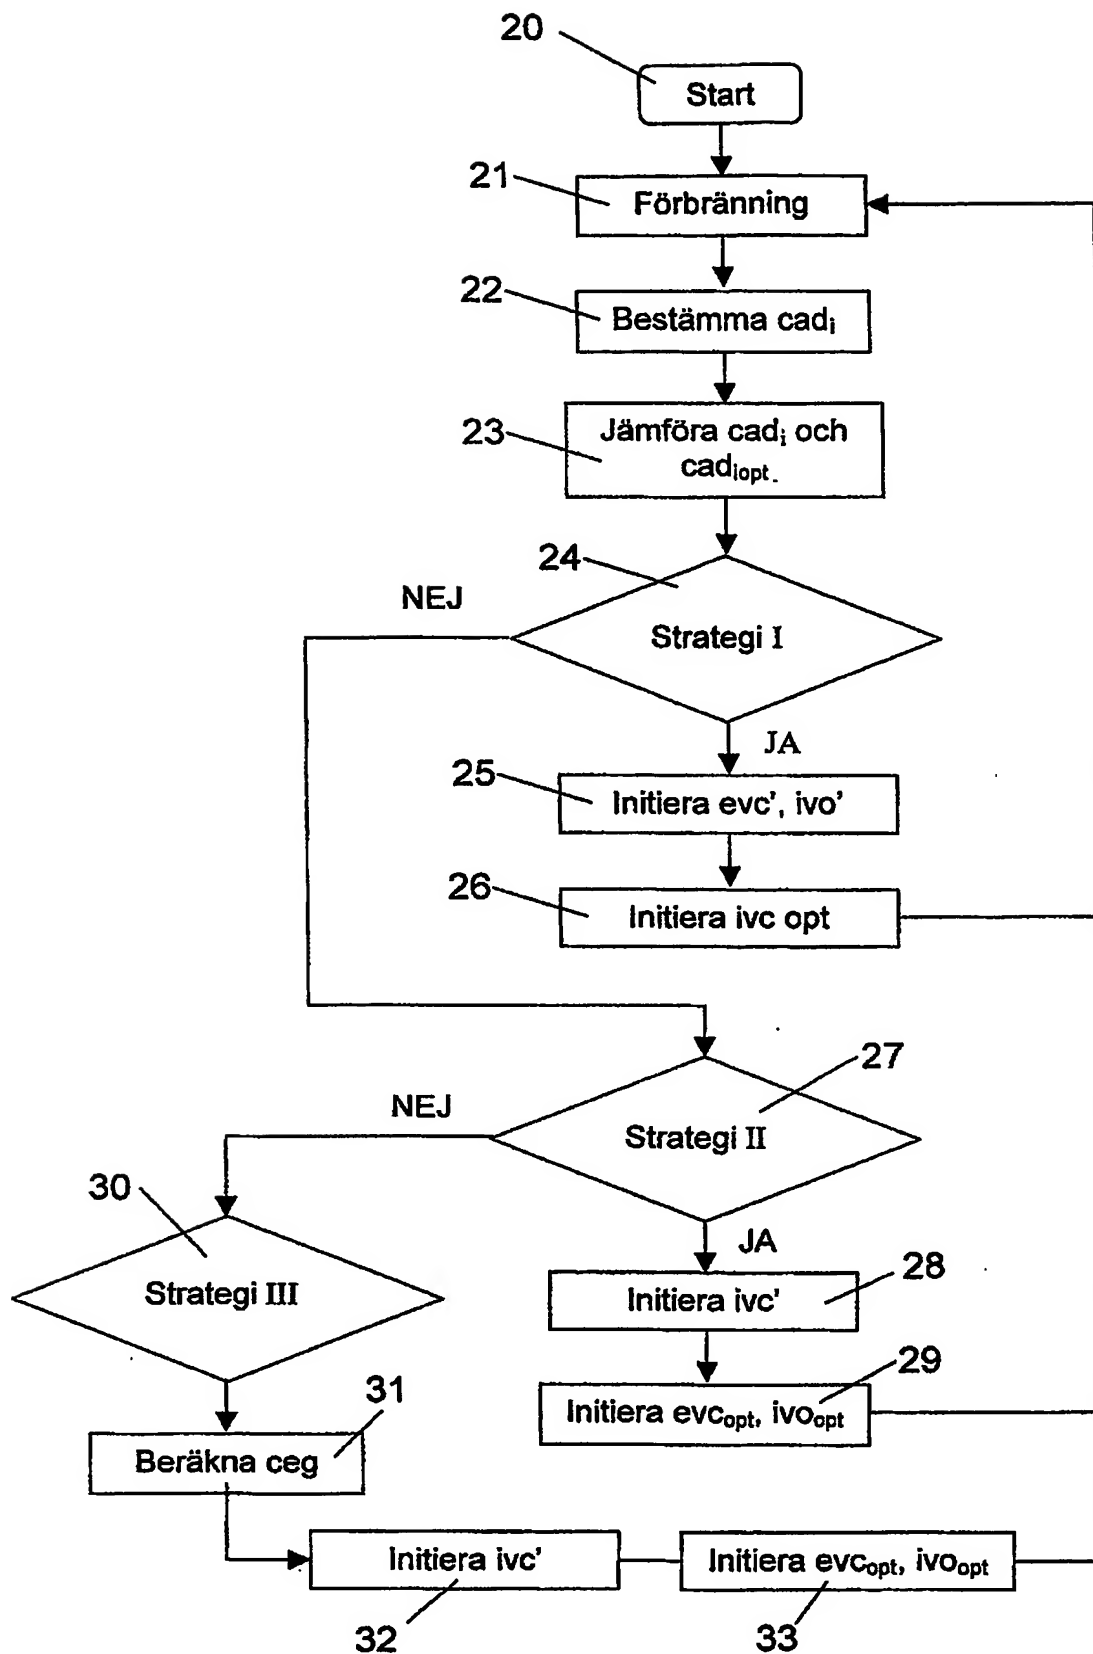 20
Start
21
Förbränning
22
Bestämma cadᵢ
23
Jämföra cadᵢ och
cadᵢₒₚₜ.
24
NEJ
Strategi I
JA
25
Initiera evc’, ivo’
26
Initiera ivc opt
27
NEJ
Strategi II
30
JA
Strategi III
28
Initiera ivc’
29
Initiera evcₒₚₜ, ivoₒₚₜ
31
Beräkna ceg
Initiera ivc’
Initiera evcₒₚₜ, ivoₒₚₜ
32
33